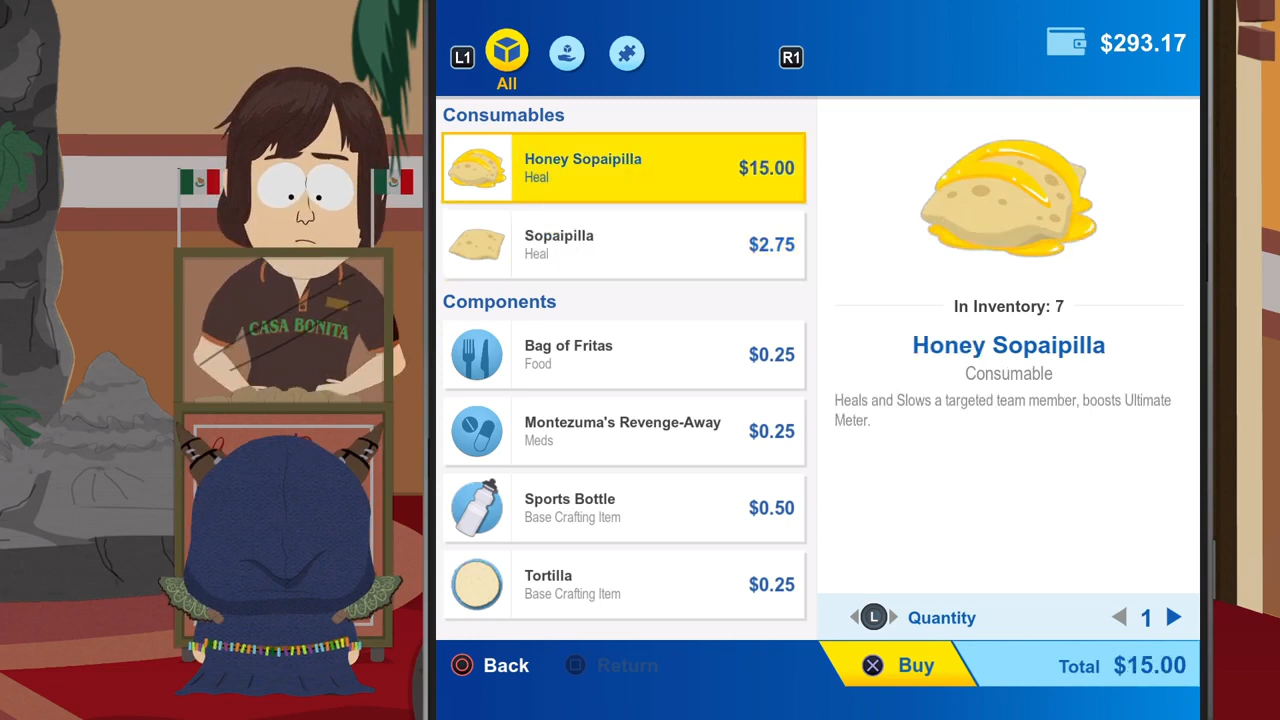 L1
All
R1
$293.17
Consumables
Honey Sopaipilla
Heal
$15.00
Sopaipilla
Heal
$2.75
Components
Bag of Fritas
Food
$0.25
Montezuma's Revenge-Away
Meds
$0.25
Sports Bottle
Base Crafting Item
$0.50
Tortilla
Base Crafting Item
$0.25
In Inventory: 7
Honey Sopaipilla
Consumable
Heals and Slows a targeted team member, boosts Ultimate
Meter.
L Quantity 1
Back
Return
Buy
Total $15.00
CASA BONITA